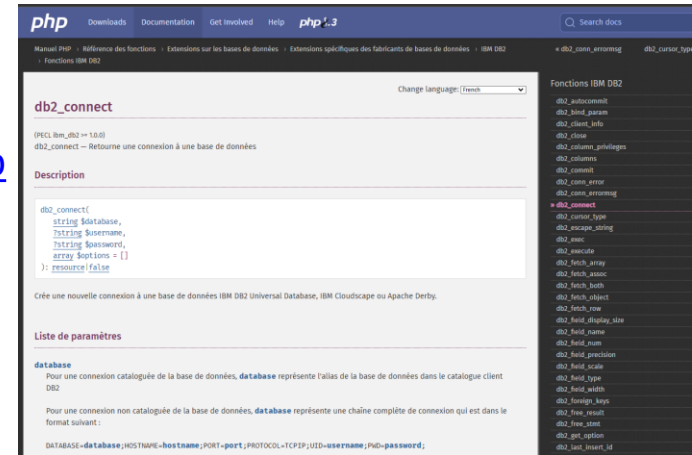 php Downloads Documentation Get Involved Help php 8.3 Search docs
Manuel PHP › Référence des fonctions › Extensions sur les bases de données › Extensions spécifiques des fabricants de bases de données › IBM DB2
› Fonctions IBM DB2
« db2_conn_errormsg db2_cursor_type
Change language: French
db2_connect
(PECL ibm_db2 >= 1.0.0)
db2_connect — Retourne une connexion à une base de données
Description
db2_connect(
string $database,
?string $username,
?string $password,
array $options = []
): resource|false
Crée une nouvelle connexion à une base de données IBM DB2 Universal Database, IBM Cloudscape ou Apache Derby.
Liste de paramètres
database
Pour une connexion cataloguée de la base de données, database représente l'alias de la base de données dans le catalogue client
DB2
Pour une connexion non cataloguée de la base de données, database représente une chaîne complète de connexion qui est dans le
format suivant :
DATABASE=database;HOSTNAME=hostname;PORT=port;PROTOCOL=TCPIP;UID=username;PWD=password;
Fonctions IBM DB2
db2_autocommit
db2_bind_param
db2_client_info
db2_close
db2_column_privileges
db2_columns
db2_commit
db2_conn_error
db2_conn_errormsg
» db2_connect
db2_cursor_type
db2_escape_string
db2_exec
db2_execute
db2_fetch_array
db2_fetch_assoc
db2_fetch_both
db2_fetch_object
db2_fetch_row
db2_field_display_size
db2_field_name
db2_field_num
db2_field_precision
db2_field_scale
db2_field_type
db2_field_width
db2_foreign_keys
db2_free_result
db2_free_stmt
db2_get_option
db2_last_insert_id